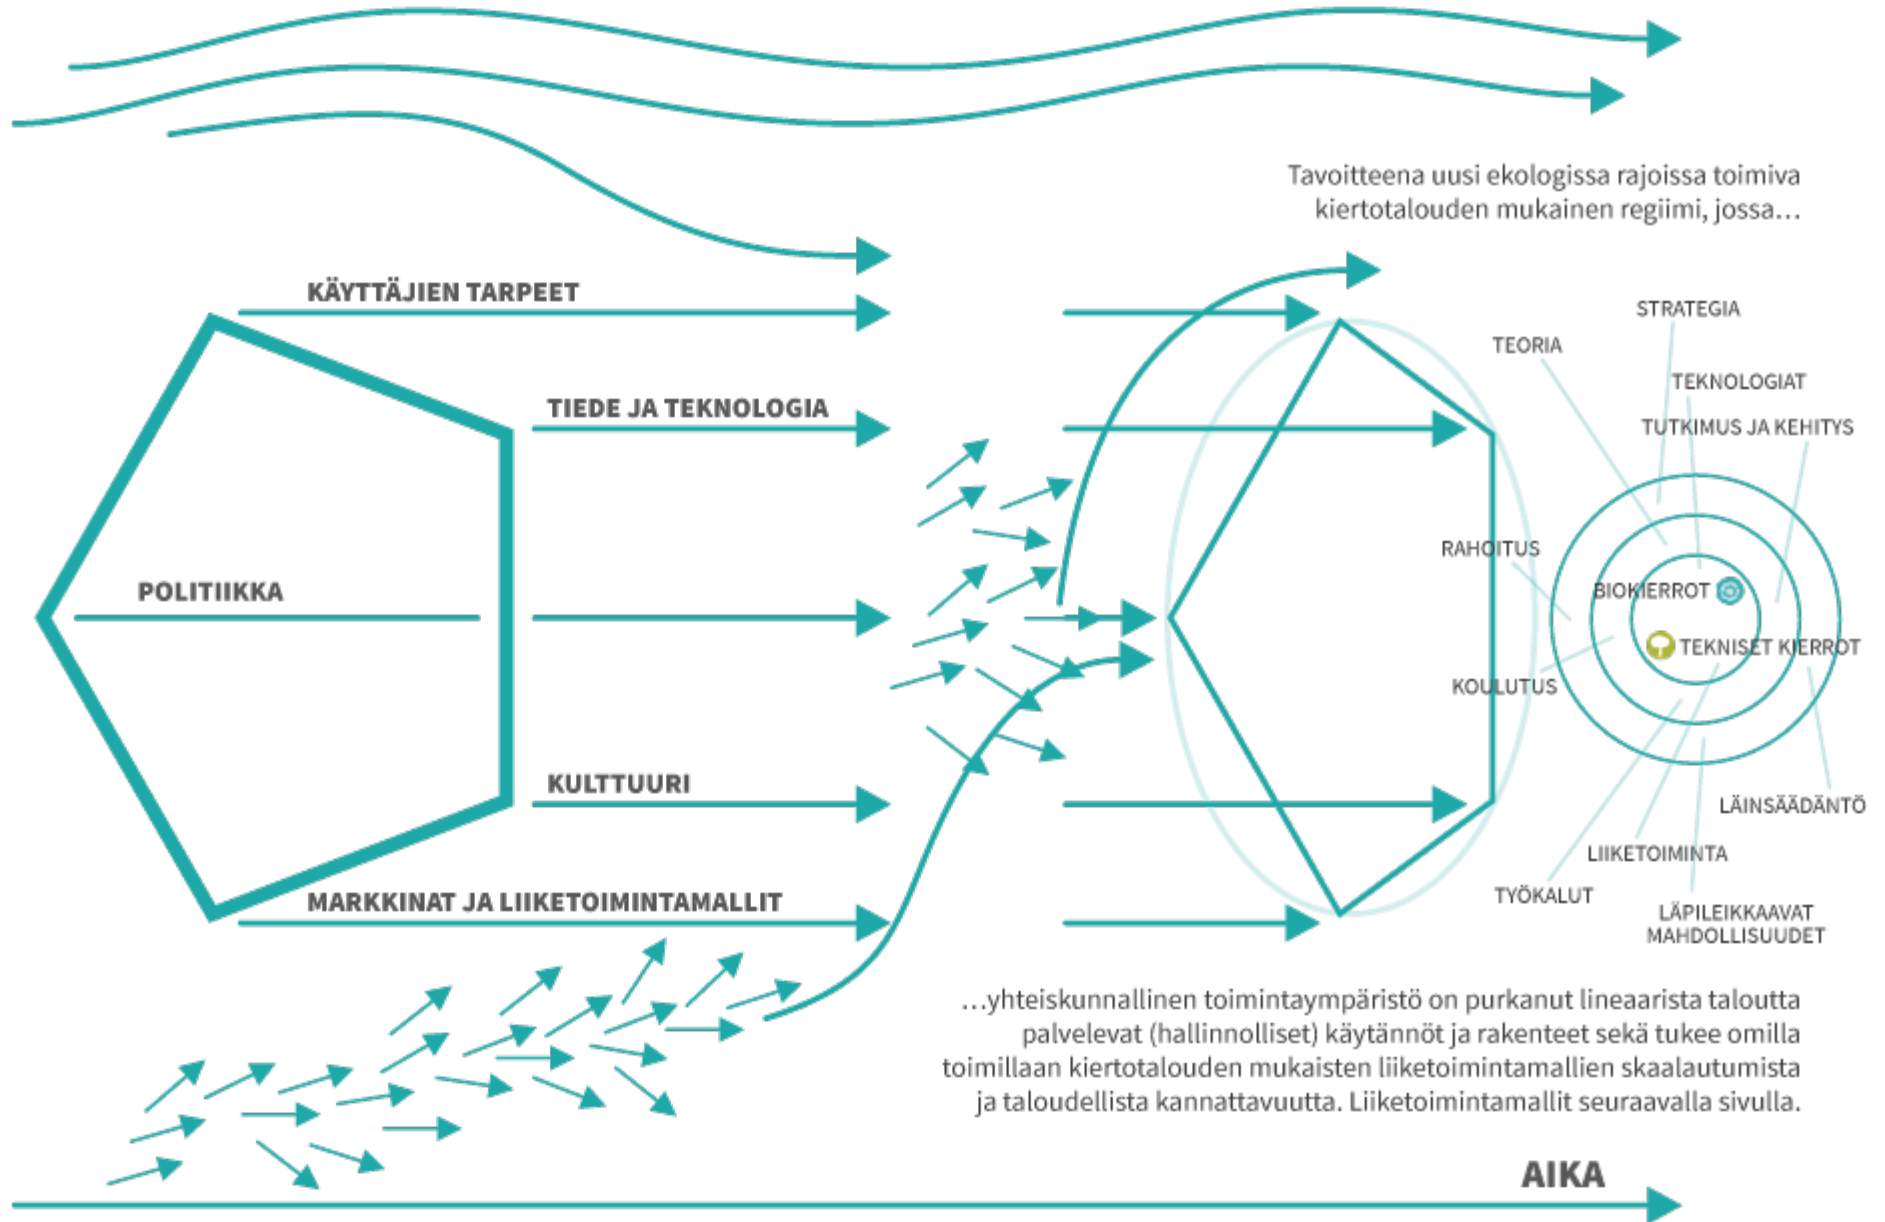 Tavoitteena uusi ekologissa rajoissa toimiva
kiertotalouden mukainen regiimi, jossa...
KÄYTTÄJIEN TARPEET
TIEDE JA TEKNOLOGIA
POLITIIKKA
KULTTUURI
MARKKINAT JA LIIKETOIMINTAMALLIT
STRATEGIA
TEORIA
TEKNOLOGIAT
TUTKIMUS JA KEHITYS
RAHOITUS
BIOKIERROT
TEKNISET KIERROT
KOULUTUS
LÄINSÄÄDÄNTÖ
LIIKETOIMINTA
TYÖKALUT
LÄPILEIKKAAVAT
MAHDOLLISUUDET
...yhteiskunnallinen toimintaympäristö on purkanut lineaarista taloutta
palvelevat (hallinnolliset) käytännöt ja rakenteet sekä tukee omilla
toimillaan kiertotalouden mukaisten liiketoimintamallien skaalautumista
ja taloudellista kannattavuutta. Liiketoimintamallit seuraavalla sivulla.
AIKA